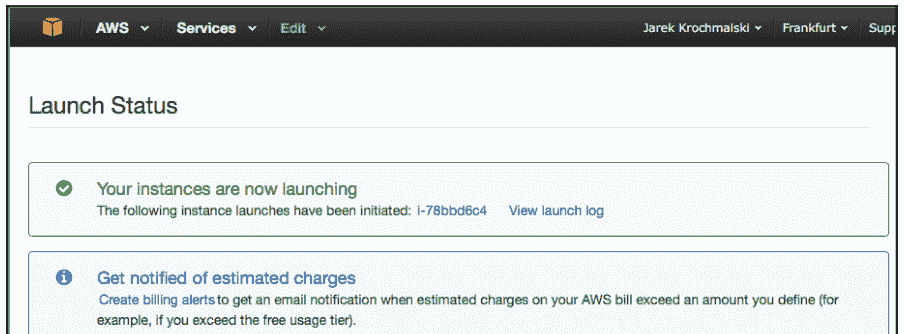 AWS Services Edit Jarek Krochmalski Frankfurt Supp
Launch Status
Your instances are now launching
The following instance launches have been initiated: i-78bbd6c4 View launch log
Get notified of estimated charges
Create billing alerts to get an email notification when estimated charges on your AWS bill exceed an amount you define (for
example, if you exceed the free usage tier).